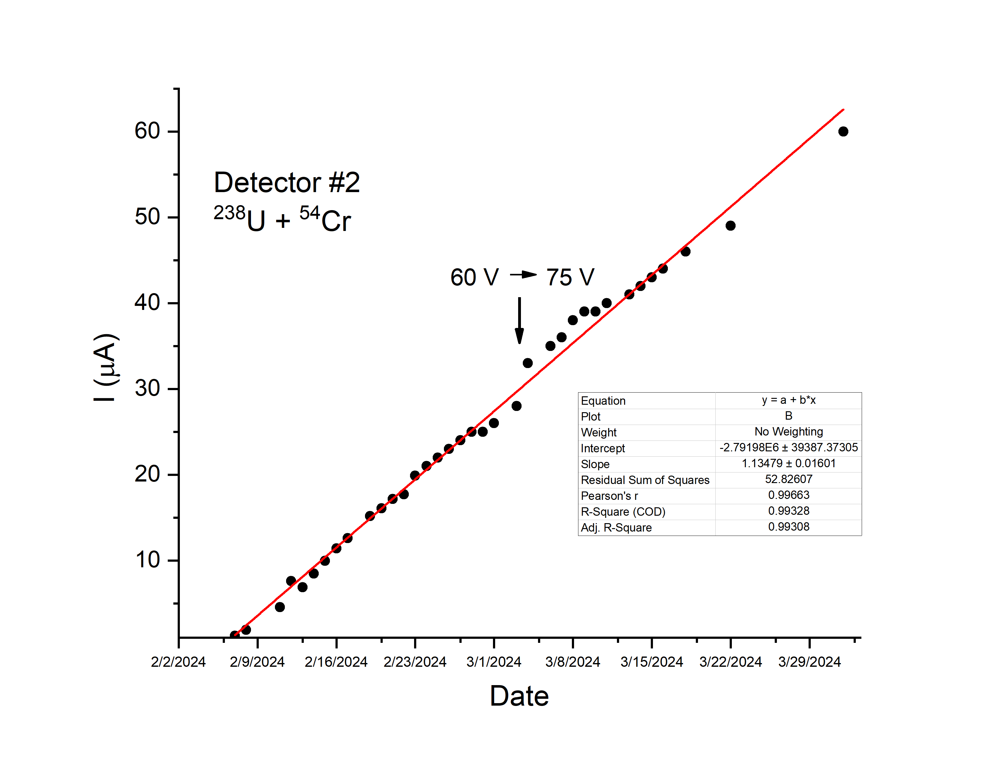 Detector #2
²³⁸U + ⁵⁴Cr
60 V → 75 V
I (μA)
60
50
40
30
20
10
Equation y = a + b*x
Plot B
Weight No Weighting
Intercept -2.79198E6 ± 39387.37305
Slope 1.13479 ± 0.01601
Residual Sum of Squares 52.82607
Pearson's r 0.99663
R-Square (COD) 0.99328
Adj. R-Square 0.99308
2/2/2024 2/9/2024 2/16/2024 2/23/2024 3/1/2024 3/8/2024 3/15/2024 3/22/2024 3/29/2024
Date